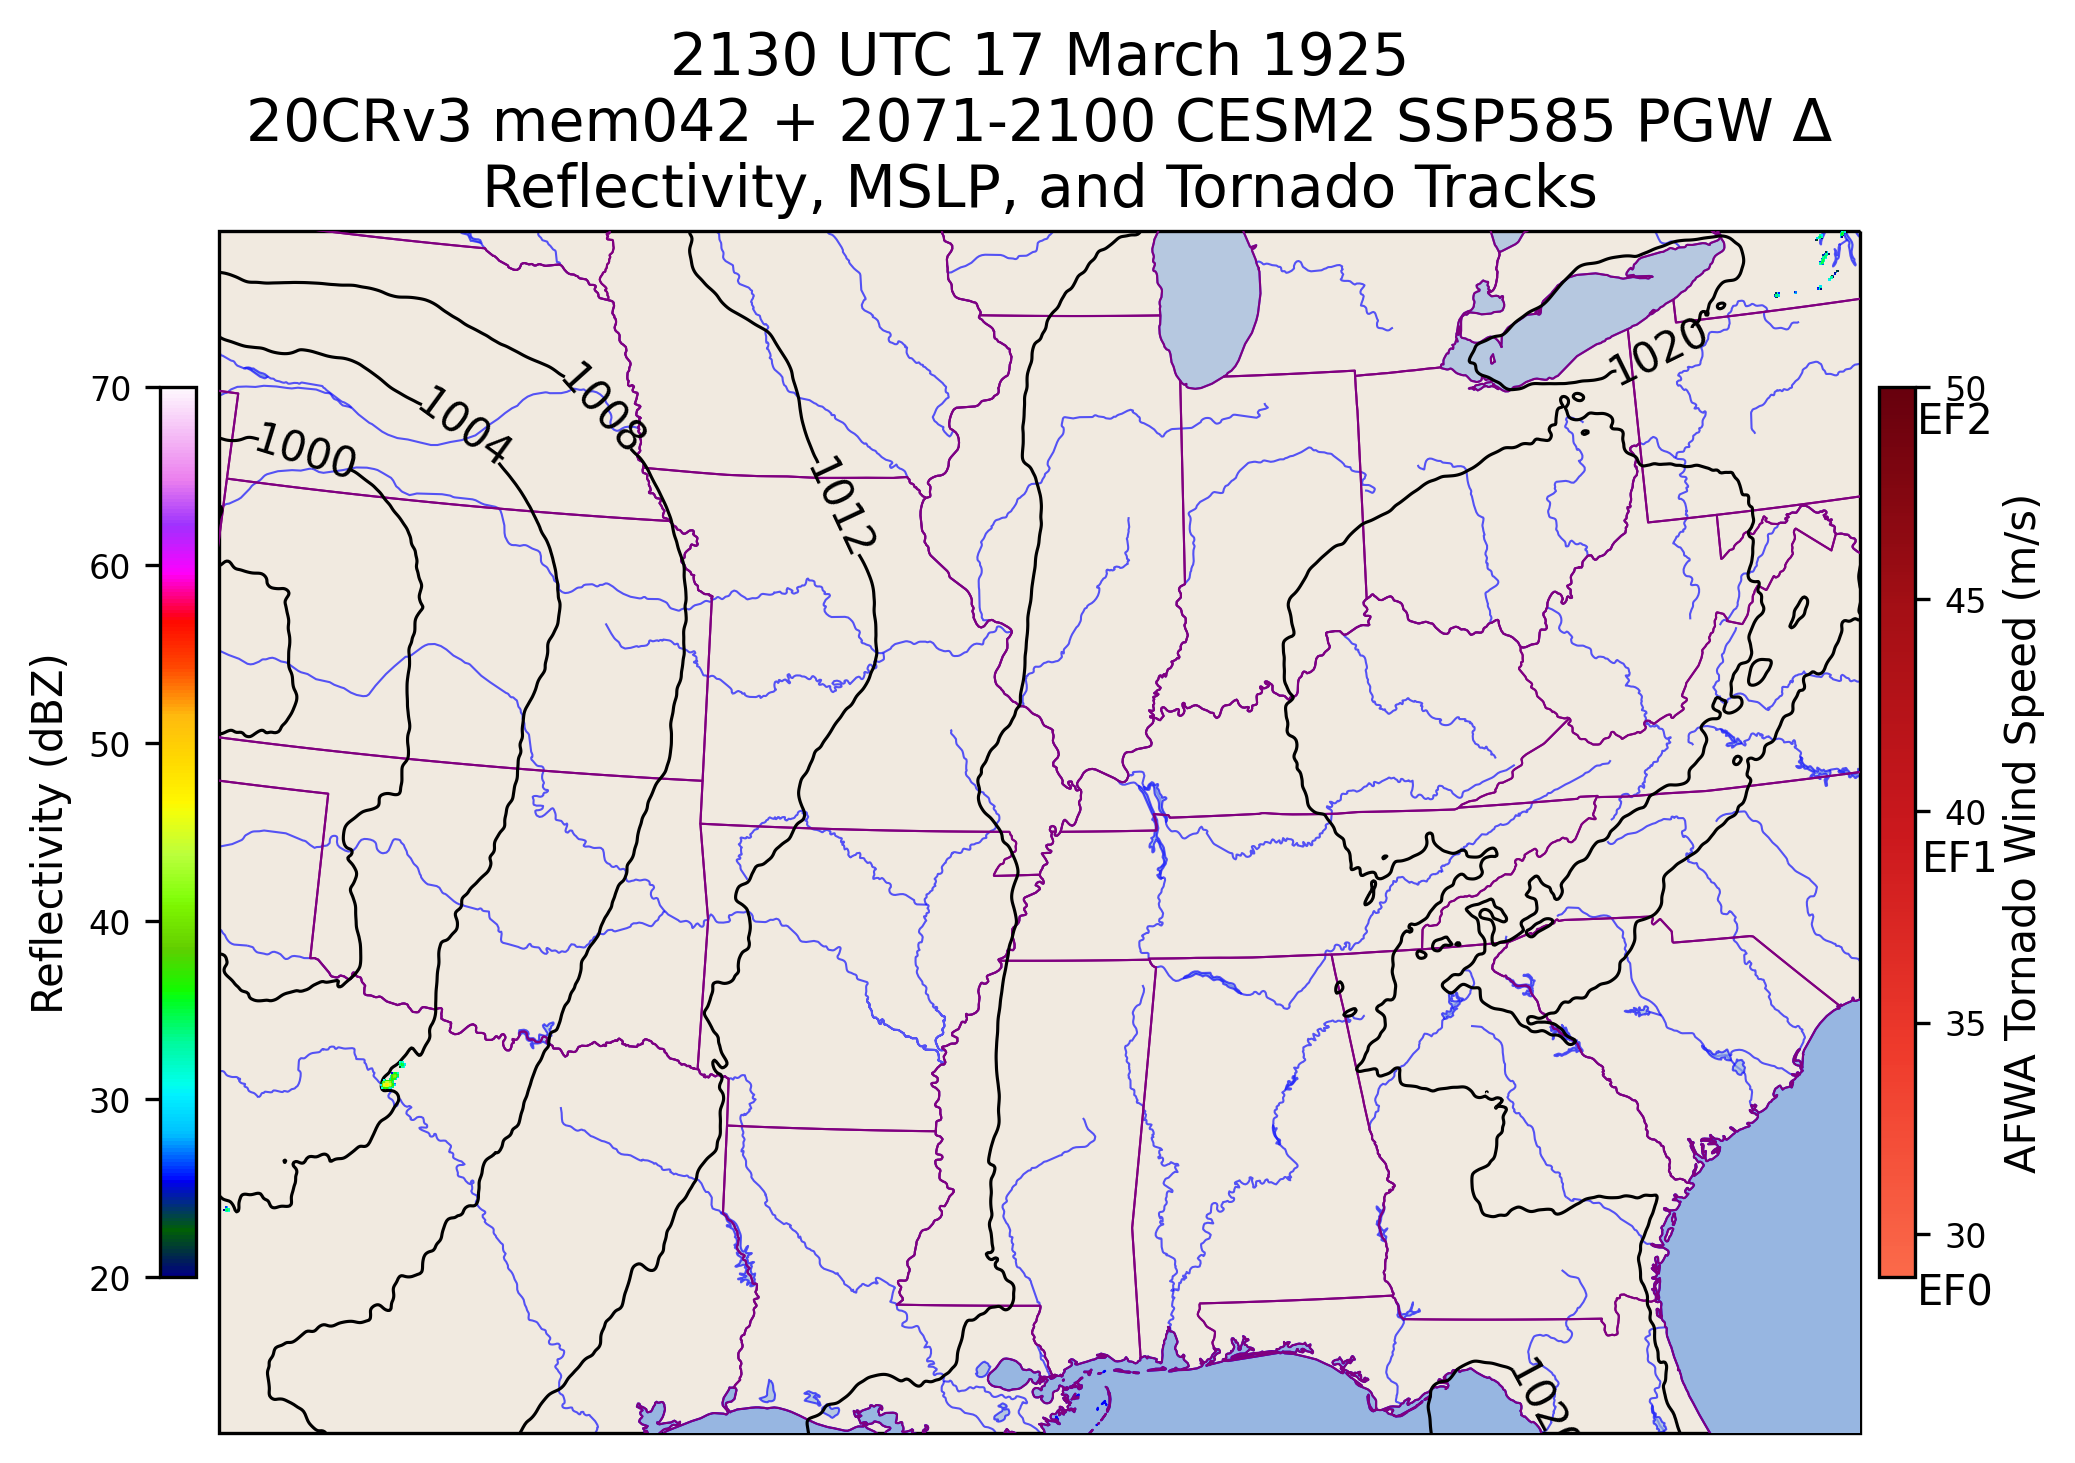 2130 UTC 17 March 1925
20CRv3 mem042 + 2071-2100 CESM2 SSP585 PGW Δ
Reflectivity, MSLP, and Tornado Tracks
70
60
50
40
30
20
Reflectivity (dBZ)
1000
1004
1008
1012
1020
1020
50
EF2
45
40
EF1
35
30
EF0
AFWA Tornado Wind Speed (m/s)